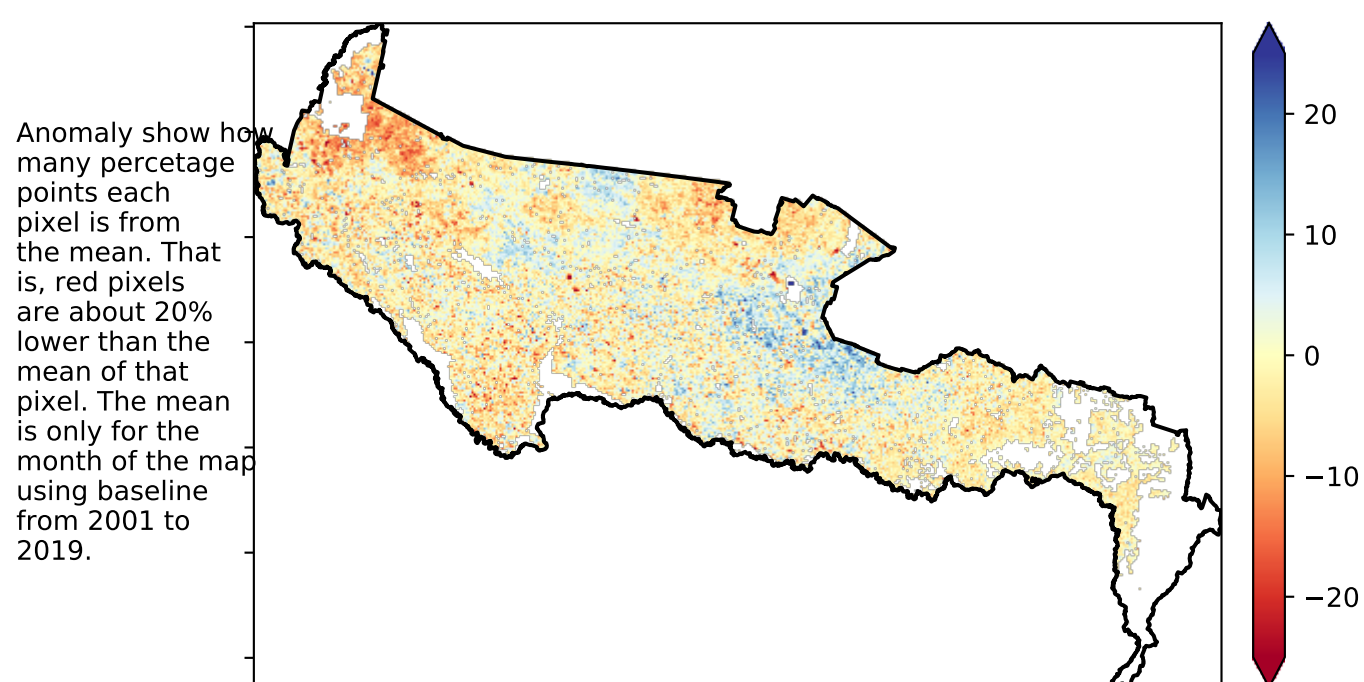 Anomaly show how
many percetage
points each
pixel is from
the mean. That
is, red pixels
are about 20%
lower than the
mean of that
pixel. The mean
is only for the
month of the map
using baseline
from 2001 to
2019.
20
10
0
−10
−20